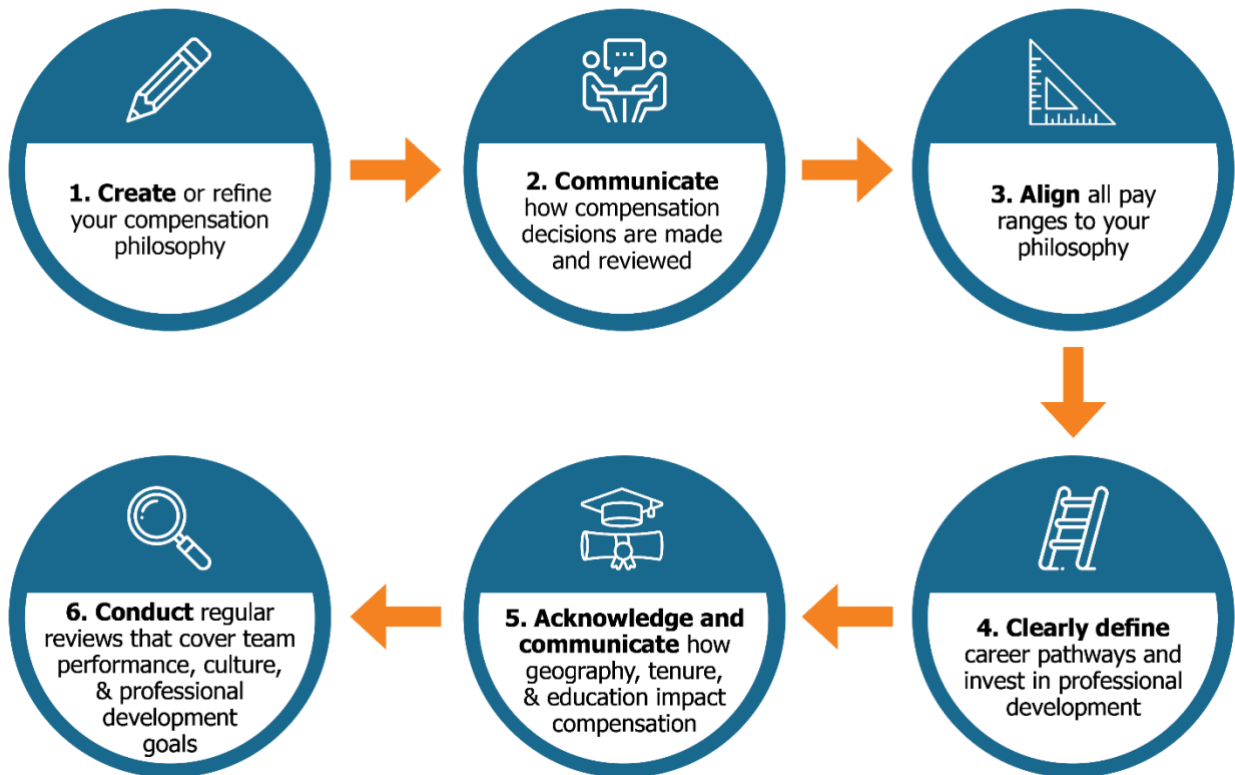 1. Create or refine
your compensation
philosophy
2. Communicate
how compensation
decisions are made
and reviewed
3. Align all pay
ranges to your
philosophy
4. Clearly define
career pathways and
invest in professional
development
5. Acknowledge and
communicate how
geography, tenure,
& education impact
compensation
6. Conduct regular
reviews that cover team
performance, culture,
& professional
development
goals